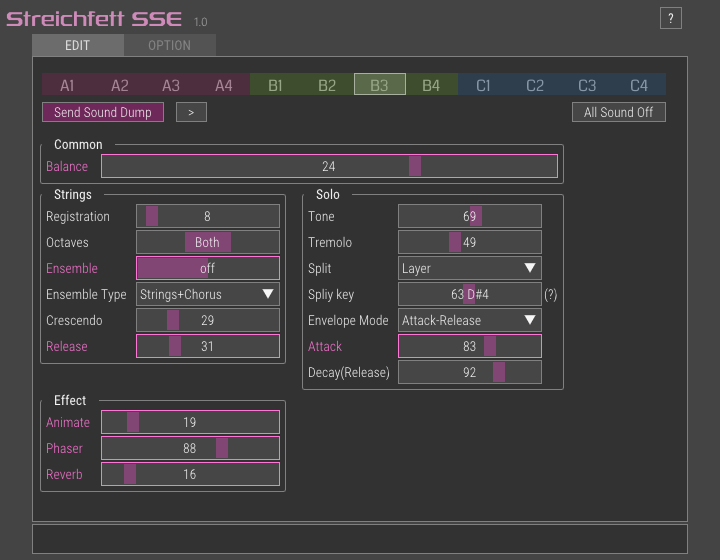 Streichfett SSE 1.0 ?
EDIT OPTION
A1 A2 A3 A4 B1 B2 B3 B4 C1 C2 C3 C4
Send Sound Dump > All Sound Off
Common
Balance 24
Strings
Registration 8
Octaves Both
Ensemble off
Ensemble Type Strings+Chorus
Crescendo 29
Release 31
Solo
Tone 69
Tremolo 49
Split Layer
Spliy key 63 D#4 (?)
Envelope Mode Attack-Release
Attack 83
Decay(Release) 92
Effect
Animate 19
Phaser 88
Reverb 16